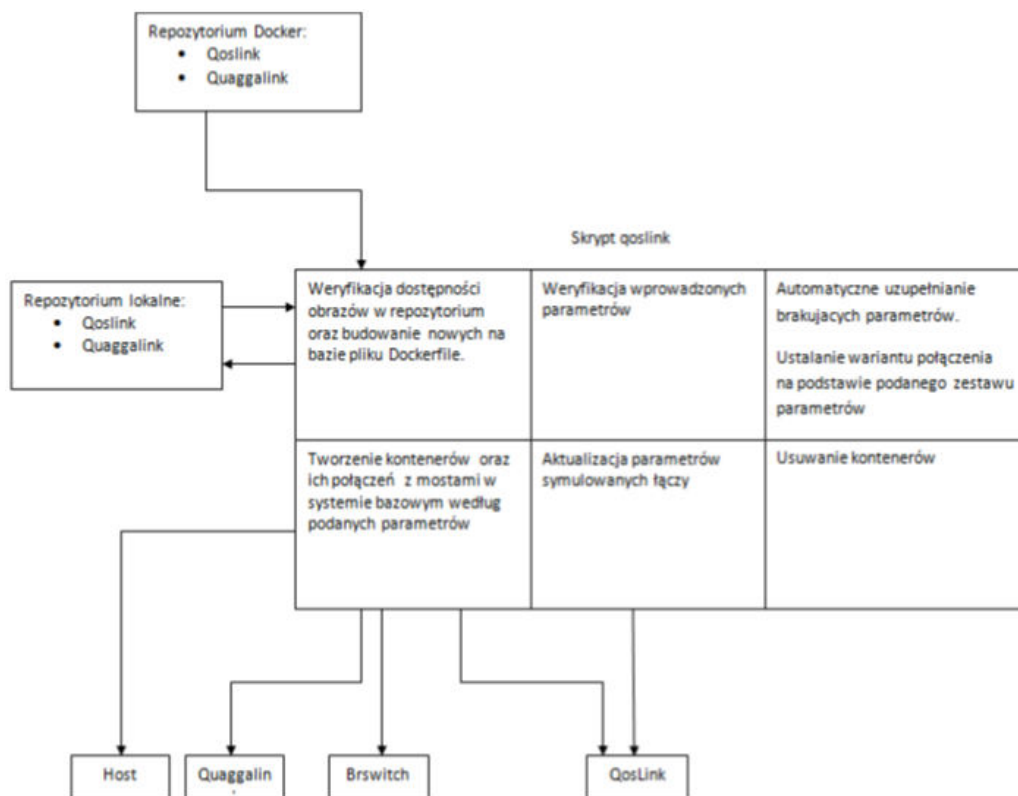 Repozytorium Docker:
• Qoslink
• Quaggalink
Skrypt qoslink
Repozytorium lokalne:
• Qoslink
• Quaggalink
Weryfikacja dostępności
obrazów w repozytorium
oraz budowanie nowych na
bazie pliku Dockerfile.
Weryfikacja wprowadzonych
parametrów
Automatyczne uzupełnianie
brakujacych parametrów.
Ustalanie wariantu połączenia
na podstawie podanego zestawu
parametrów
Tworzenie kontenerów oraz
ich połączeń z mostami w
systemie bazowym według
podanych parametrów
Aktualizacja parametrów
symulowanych łączy
Usuwanie kontenerów
Host
Quaggalin
Brswitch
QosLink